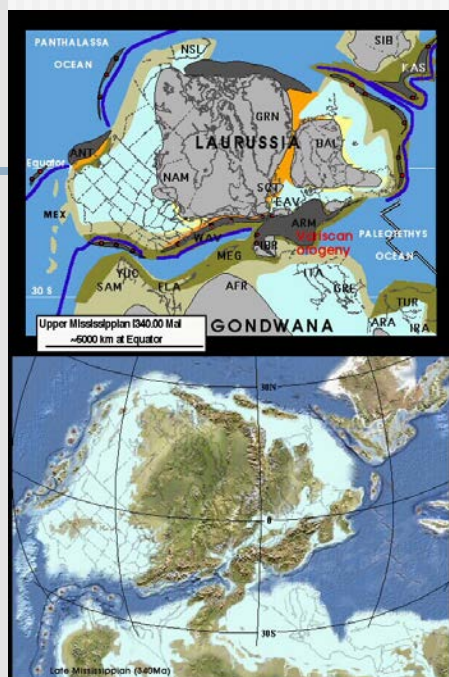 PANTHALASSA
OCEAN
NSL
SIB
KAS
GRN
LAURUSSIA
BAL
Equator
ANT
NAM
SCT
EAV
MEX
WAV
ARM
Variscan
orogeny
PALEOTETHYS
OCEAN
IBR
MEG
YUC
SAM
FLA
AFR
ITA
GRE
TUR
30 S
ARA
IRA
Upper Mississippian (340.00 Ma)
~5000 km at Equator
GONDWANA
30N
0
30S
Late Mississippian (340Ma)